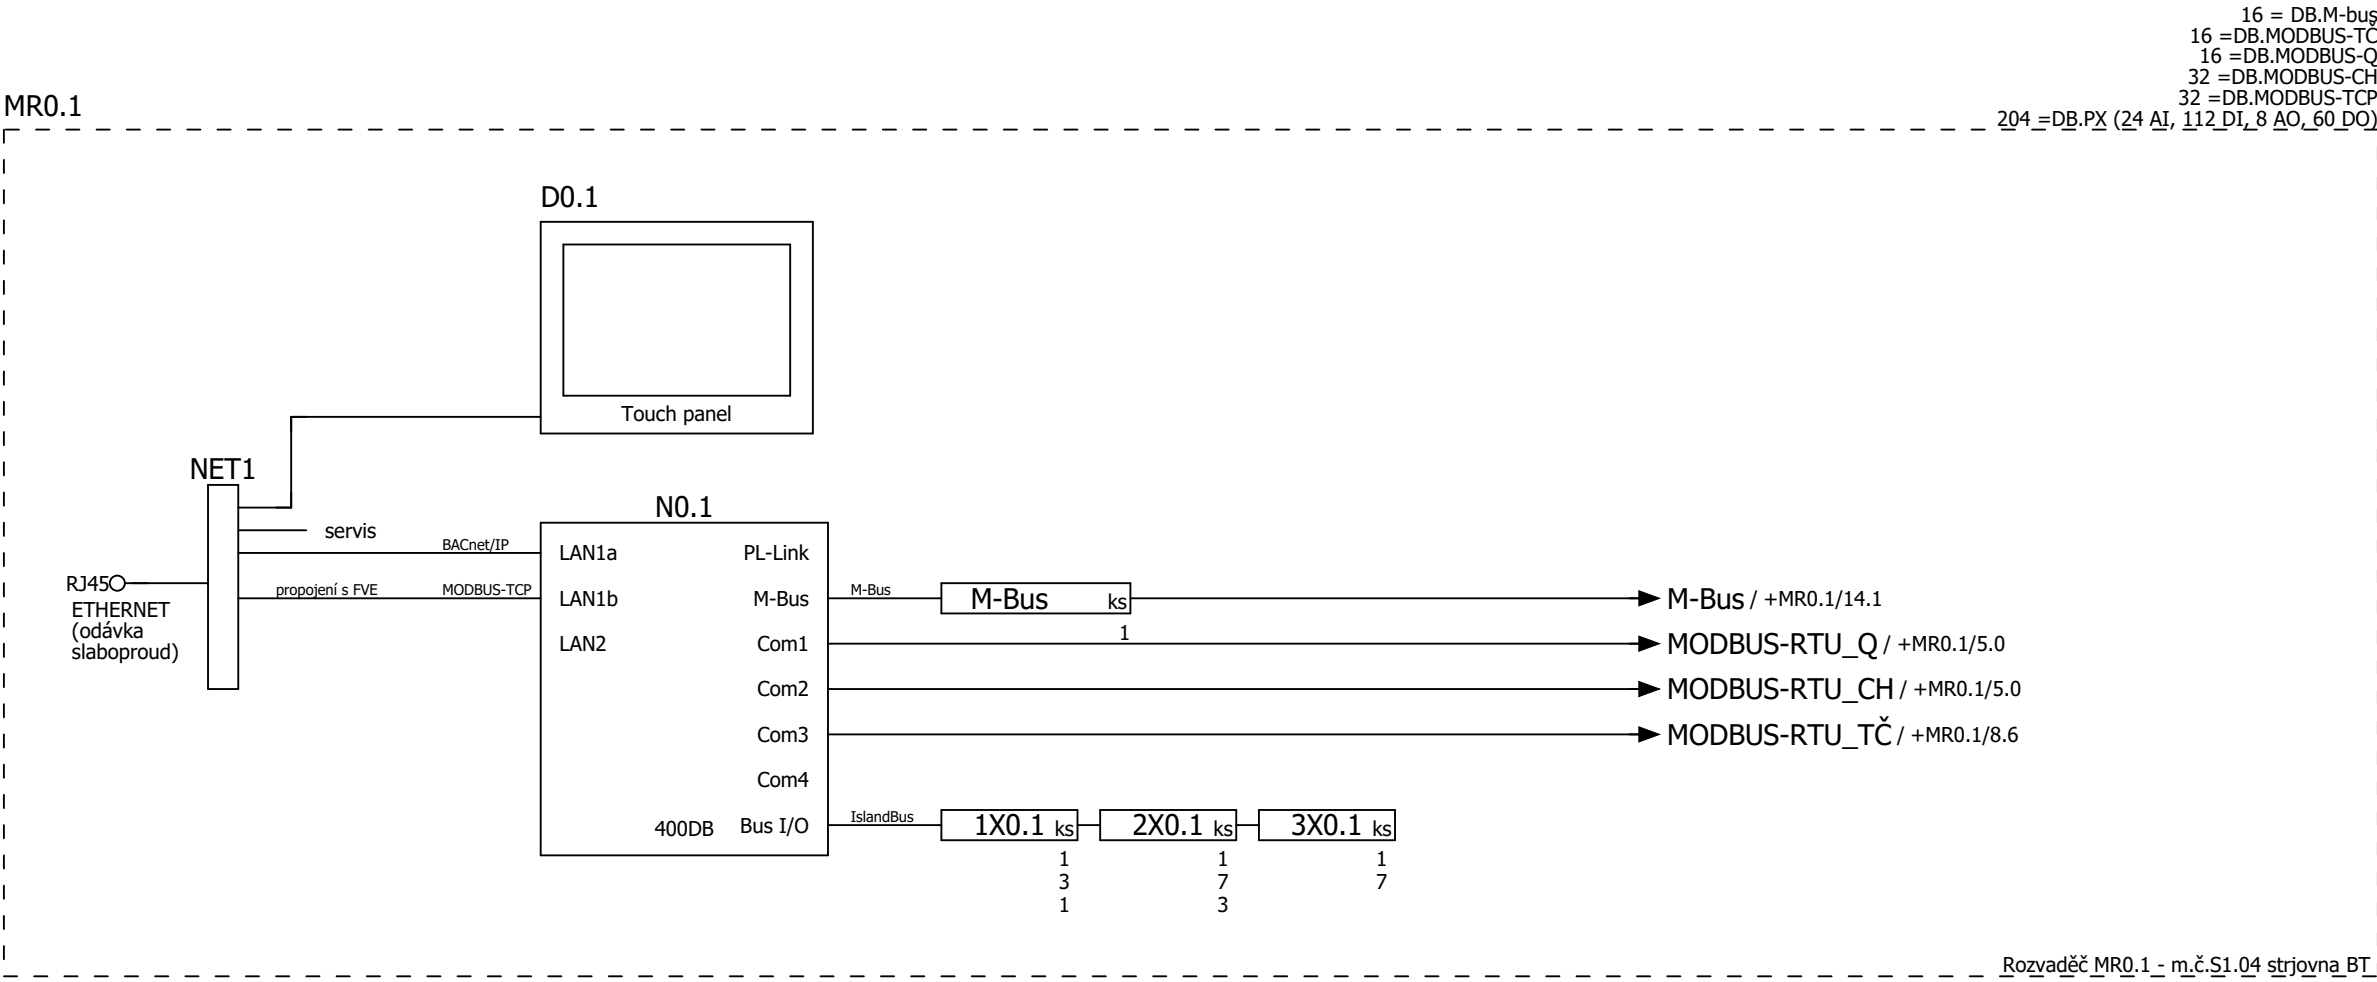 16 = DB.M-bus
16 =DB.MODBUS-TČ
16 =DB.MODBUS-Q
32 =DB.MODBUS-CH
32 =DB.MODBUS-TCP
204 =DB.PX (24 AI, 112 DI, 8 AO, 60 DO)
MR0.1
D0.1
Touch panel
NET1
servis
RJ45
ETHERNET
(odávka
slaboproud)
BACnet/IP
propojení s FVE
MODBUS-TCP
N0.1
LAN1a
LAN1b
LAN2
PL-Link
M-Bus
Com1
Com2
Com3
Com4
400DB
Bus I/O
M-Bus
M-Bus ks
1
M-Bus / +MR0.1/14.1
MODBUS-RTU_Q / +MR0.1/5.0
MODBUS-RTU_CH / +MR0.1/5.0
MODBUS-RTU_TČ / +MR0.1/8.6
IslandBus
1X0.1 ks
1
3
1
2X0.1 ks
1
7
3
3X0.1 ks
1
7
Rozvaděč MR0.1 - m.č.S1.04 strjovna BT